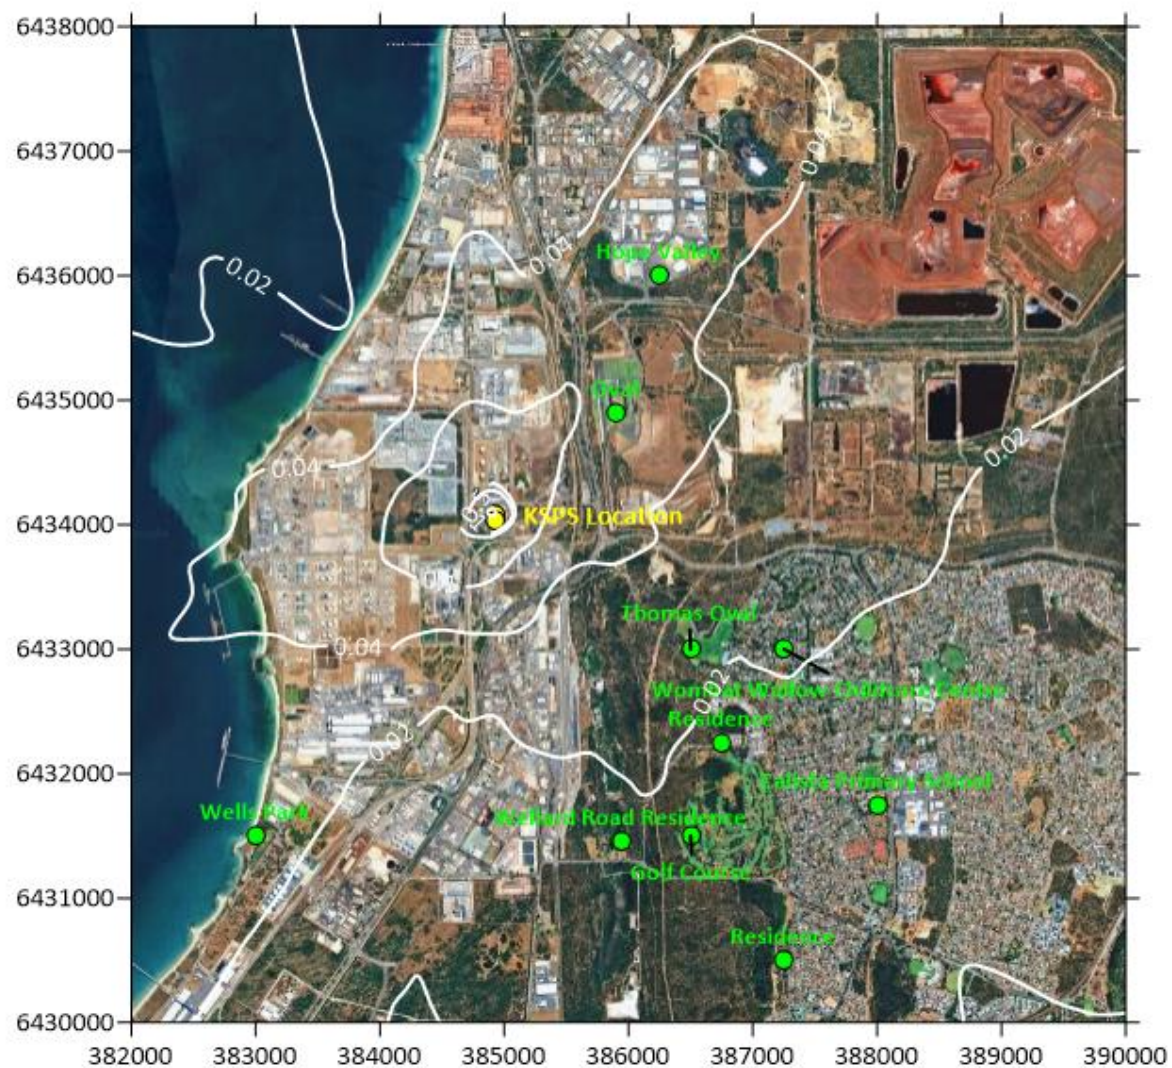 6438000
6437000
6436000
6435000
6434000
6433000
6432000
6431000
6430000
0.04
0.02
0.04
Hope Valley
Oval
0.02
0.04
KSPS Location
Thomas Oval
0.04
Wombat Willow Childcare Centre
0.02
Residence
0.02
Calista Primary School
Wells Park
Wellard Road Residence
Golf Course
Residence
382000 383000 384000 385000 386000 387000 388000 389000 390000